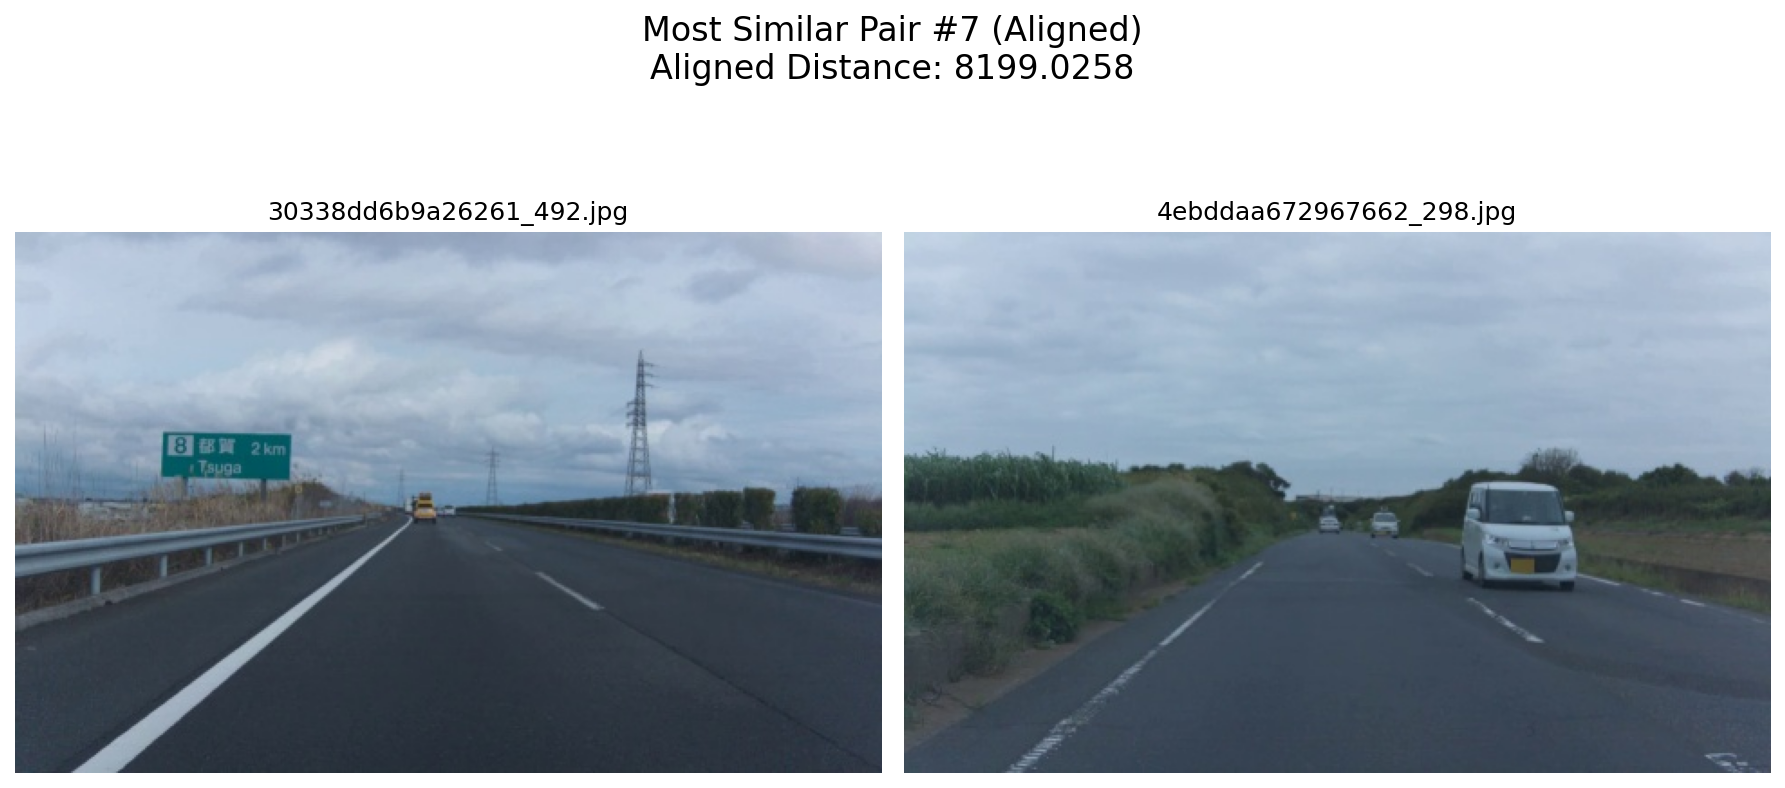 Most Similar Pair #7 (Aligned)
Aligned Distance: 8199.0258
30338dd6b9a26261_492.jpg
4ebddaa672967662_298.jpg
8 都賀 2 km
Tsuga